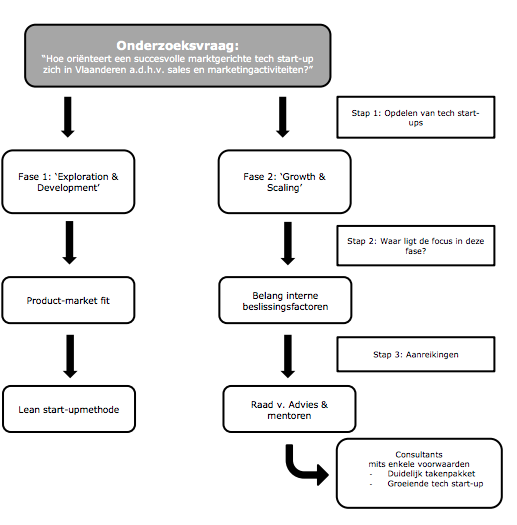 Onderzoeksvraag:
“Hoe oriënteert een succesvolle marktgerichte tech start-up
zich in Vlaanderen a.d.h.v. sales en marketingactiviteiten?”
Stap 1: Opdelen van tech start-
ups
Fase 1: ‘Exploration &
Development’
Fase 2: ‘Growth &
Scaling’
Stap 2: Waar ligt de focus in deze
fase?
Product-market fit
Belang interne
beslissingsfactoren
Stap 3: Aanreikingen
Lean start-upmethode
Raad v. Advies &
mentoren
Consultants
mits enkele voorwaarden
- Duidelijk takenpakket
- Groeiende tech start-up